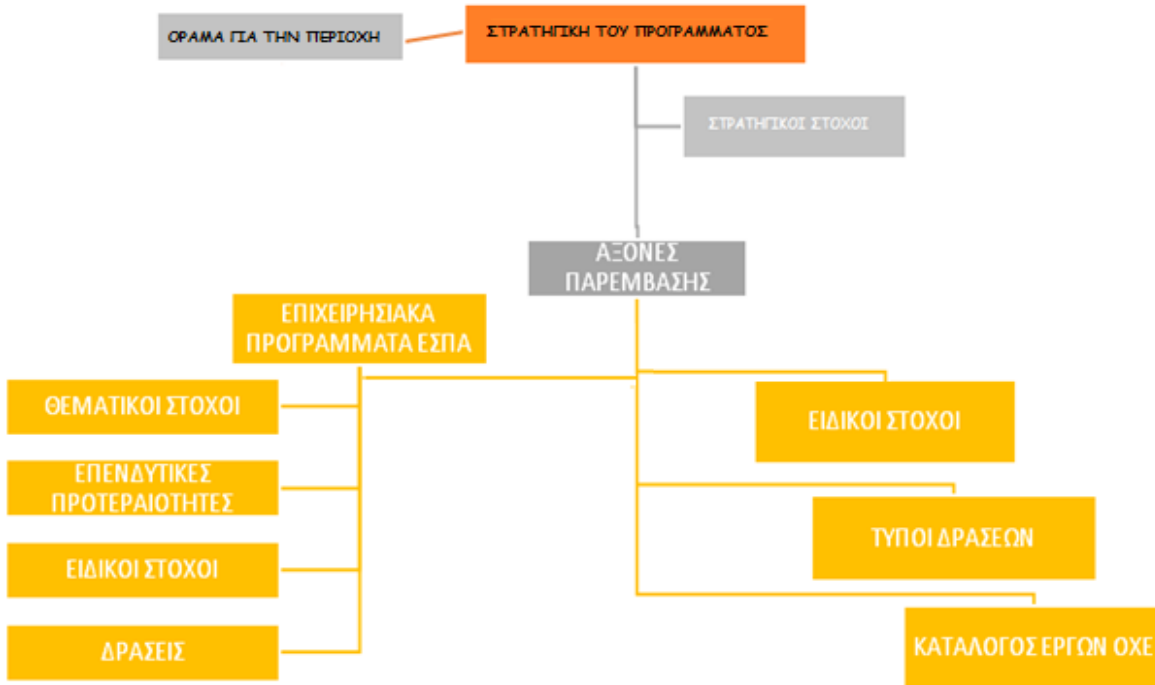 ΟΡΑΜΑ ΓΙΑ ΤΗΝ ΠΕΡΙΟΧΗ
ΣΤΡΑΤΗΓΙΚΗ ΤΟΥ ΠΡΟΓΡΑΜΜΑΤΟΣ
ΣΤΡΑΤΗΓΙΚΟΙ ΣΤΟΧΟΙ
ΑΞΟΝΕΣ
ΠΑΡΕΜΒΑΣΗΣ
ΕΠΙΧΕΙΡΗΣΙΑΚΑ
ΠΡΟΓΡΑΜΜΑΤΑ ΕΣΠΑ
ΘΕΜΑΤΙΚΟΙ ΣΤΟΧΟΙ
ΕΠΕΝΔΥΤΙΚΕΣ
ΠΡΟΤΕΡΑΙΟΤΗΤΕΣ
ΕΙΔΙΚΟΙ ΣΤΟΧΟΙ
ΔΡΑΣΕΙΣ
ΕΙΔΙΚΟΙ ΣΤΟΧΟΙ
ΤΥΠΟΙ ΔΡΑΣΕΩΝ
ΚΑΤΑΛΟΓΟΣ ΕΡΓΩΝ ΟΧΕ